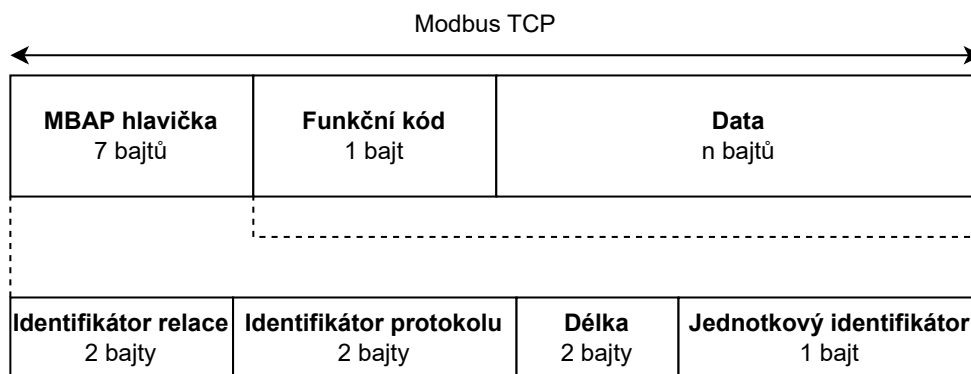 Modbus TCP
MBAP hlavička
7 bajtů
Funkční kód
1 bajt
Data
n bajtů
Identifikátor relace
2 bajty
Identifikátor protokolu
2 bajty
Délka
2 bajty
Jednotkový identifikátor
1 bajt